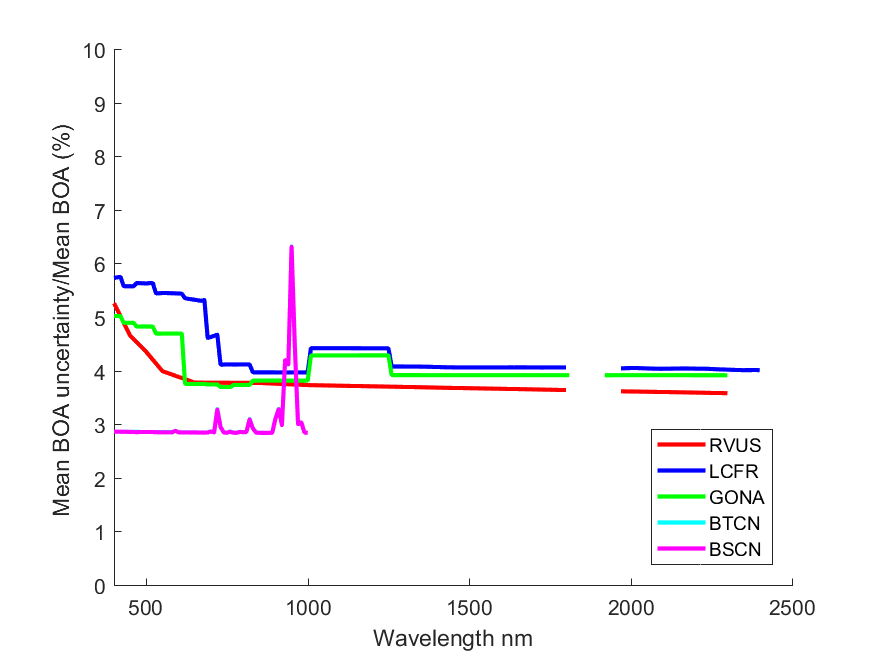 10
9
8
7
6
5
4
3
2
1
0
Mean BOA uncertainty/Mean BOA (%)
500 1000 1500 2000 2500
Wavelength nm
RVUS
LCFR
GONA
BTCN
BSCN